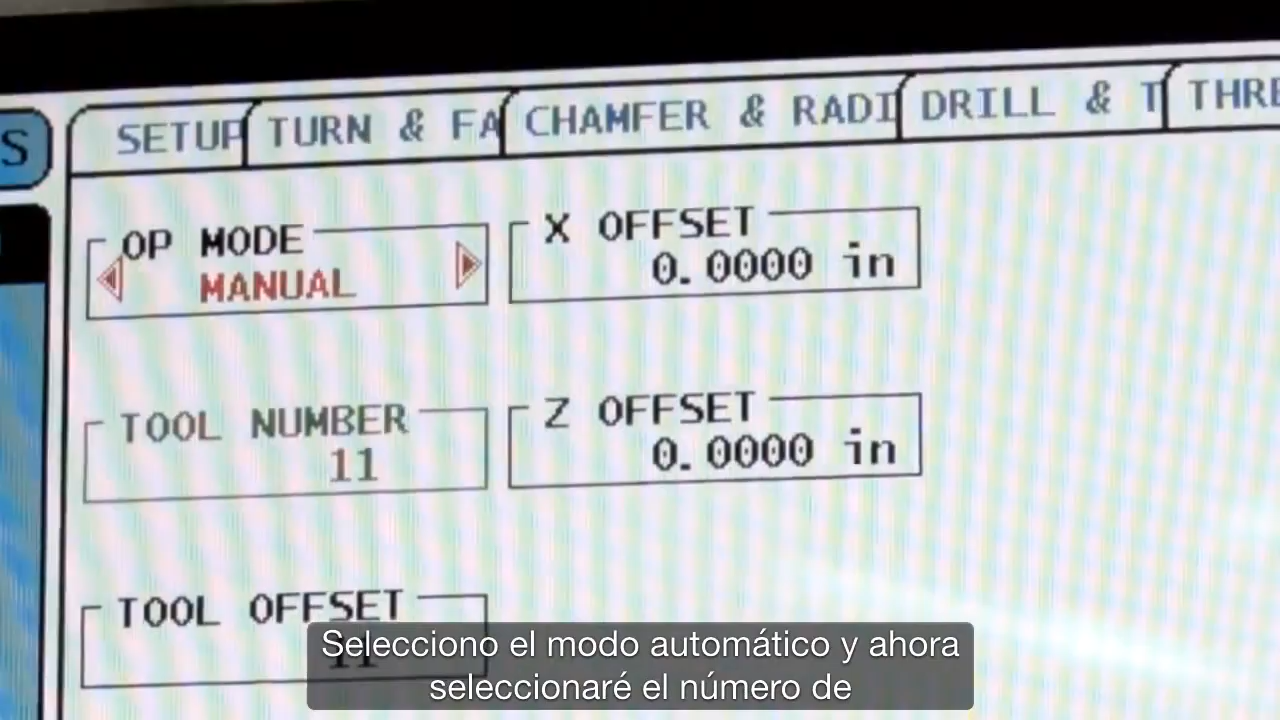 S
SETUP TURN & FA CHAMFER & RADI DRILL & T THRE
OP MODE
MANUAL
X OFFSET
0.0000 in
TOOL NUMBER
11
Z OFFSET
0.0000 in
TOOL OFFSET
11
Selecciono el modo automático y ahora
seleccionaré el número de